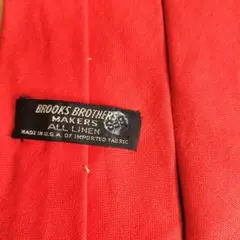 BROOKS BROTHERS
MAKERS
ALL LINEN
MADE IN U.S.A. OF IMPORTED FABRIC